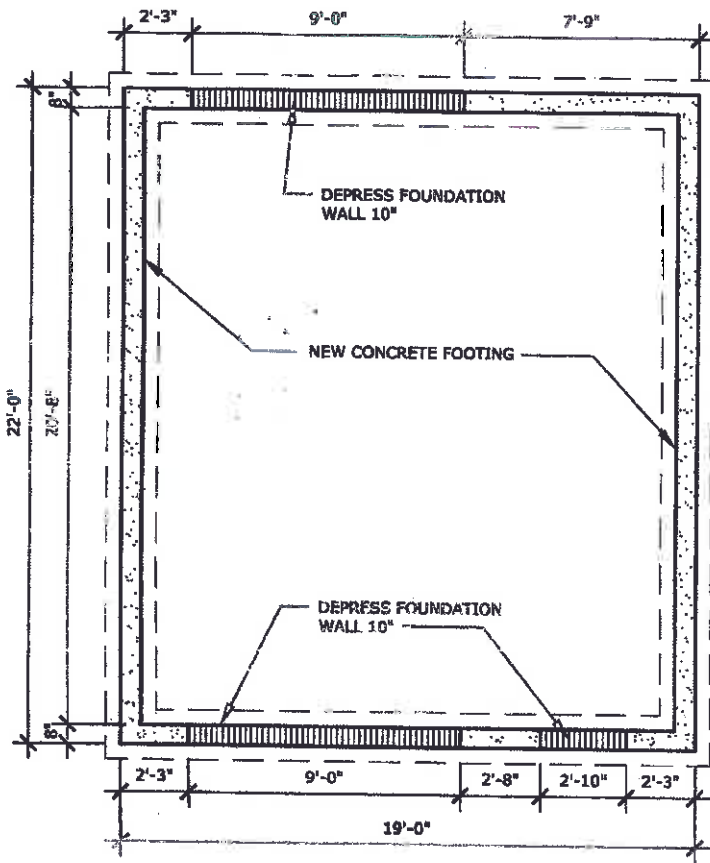 2'-3" 9'-0" 7'-9"
8"
DEPRESS FOUNDATION
WALL 10"
NEW CONCRETE FOOTING
22'-0"
20'-8"
DEPRESS FOUNDATION
WALL 10"
8"
2'-3" 9'-0" 2'-8" 2'-10" 2'-3"
19'-0"